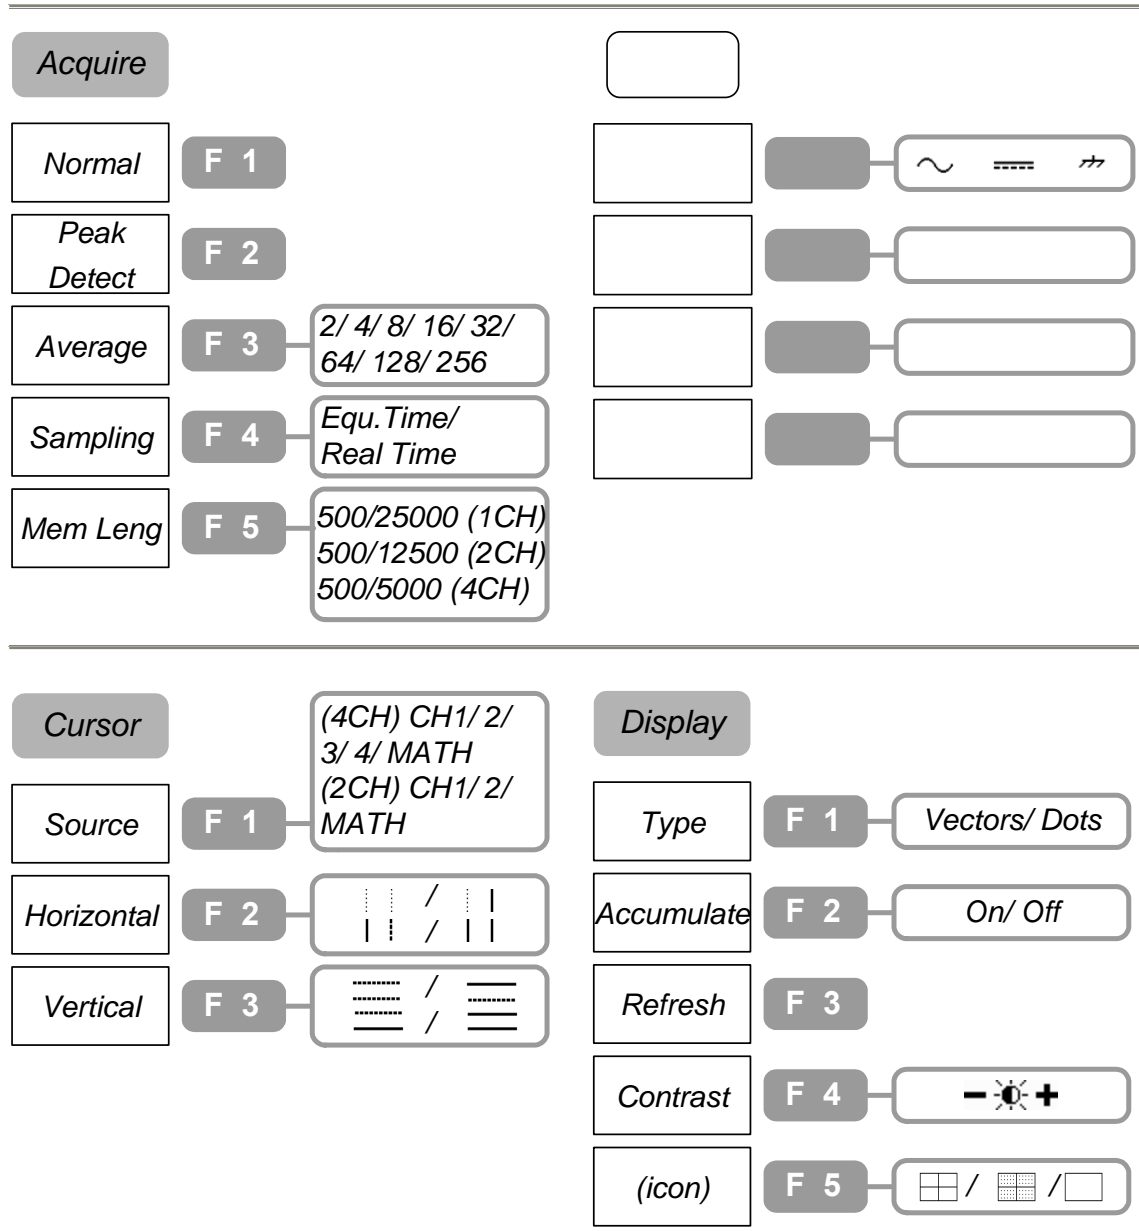 Acquire
Normal F 1
Peak
Detect
F 2
Average F 3
2/ 4/ 8/ 16/ 32/
64/ 128/ 256
Sampling F 4
Equ.Time/
Real Time
Mem Leng F 5
500/25000 (1CH)
500/12500 (2CH)
500/5000 (4CH)
Cursor
Source F 1
(4CH) CH1/ 2/
3/ 4/ MATH
(2CH) CH1/ 2/
MATH
Horizontal F 2
/
/
Vertical F 3
/
/
Display
Type F 1 Vectors/ Dots
Accumulate F 2 On/ Off
Refresh F 3
Contrast F 4
(icon) F 5 / /